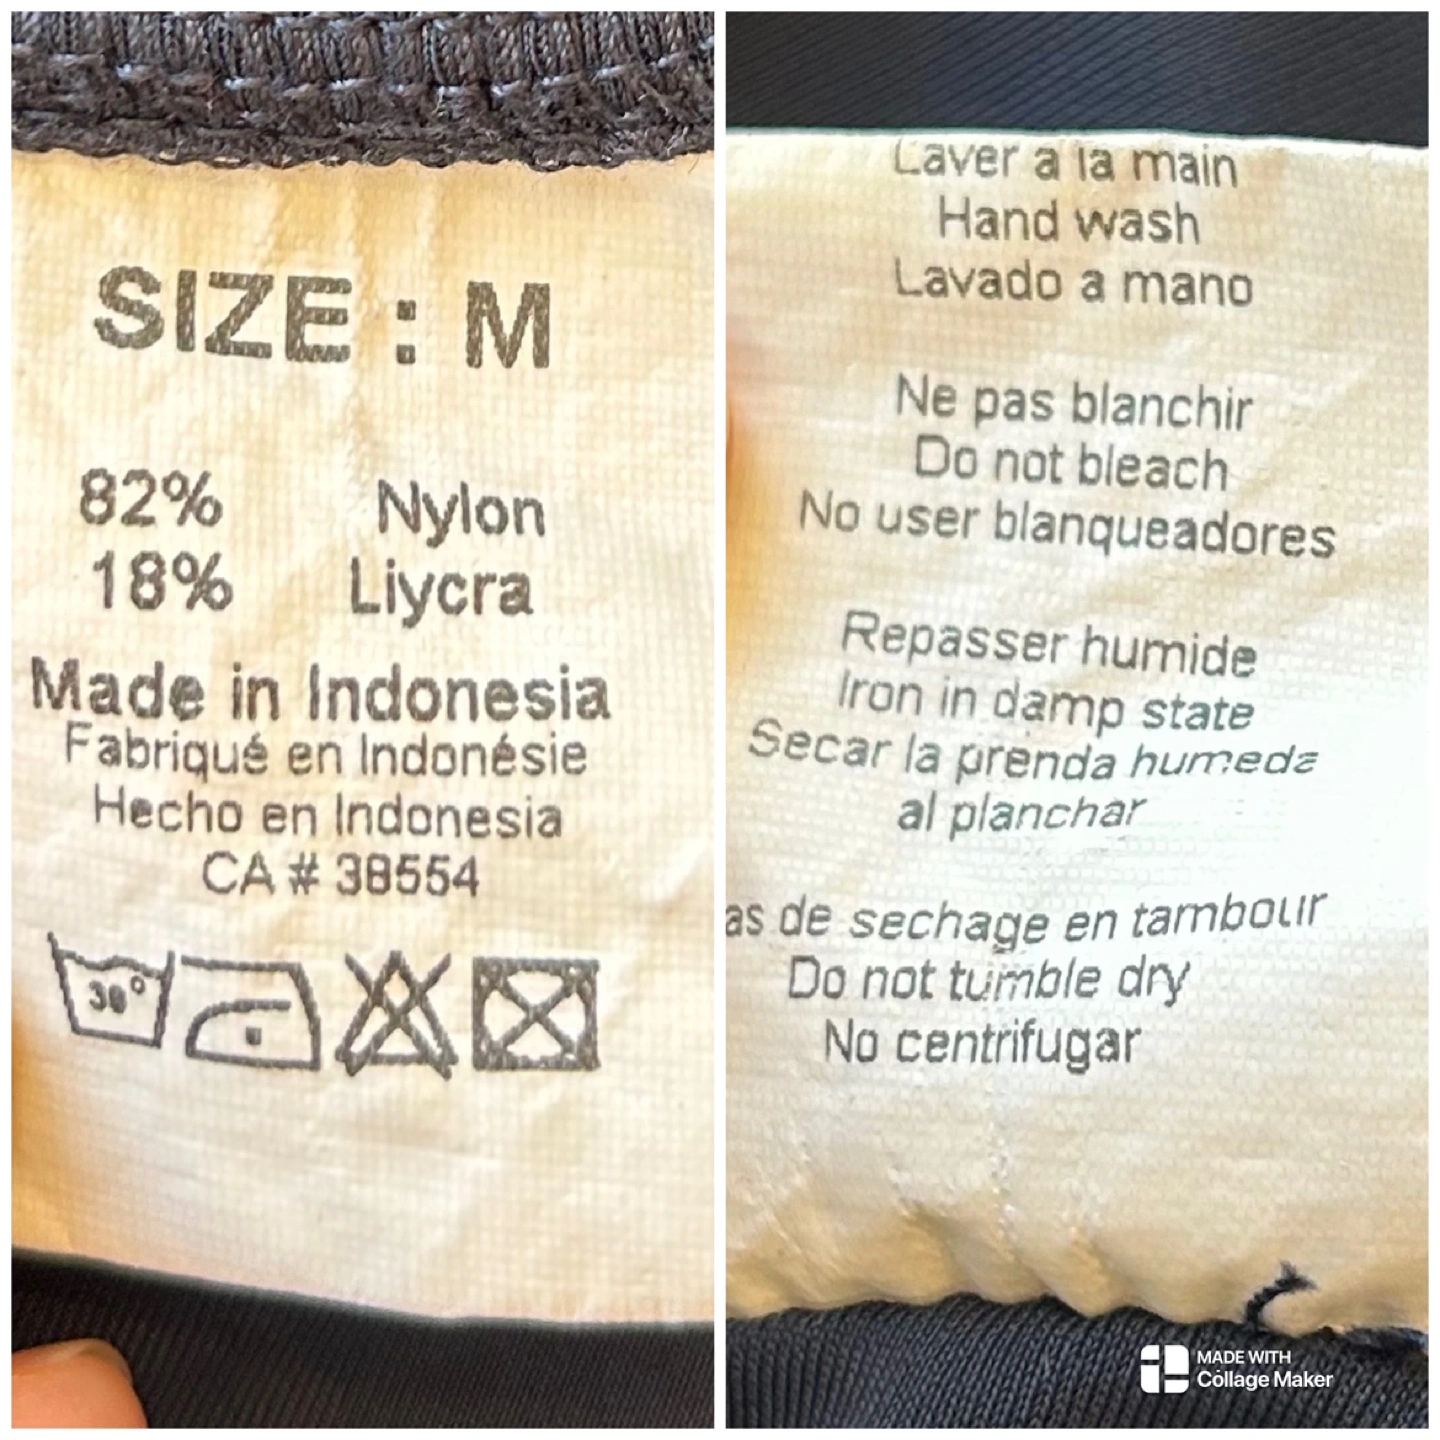 SIZE : M
82% Nylon
18% Liycra
Made in Indonesia
Fabriqué en Indonésie
Hecho en Indonesia
CA # 38554
30°
Laver a la main
Hand wash
Lavado a mano
Ne pas blanchir
Do not bleach
No user blanqueadores
Repasser humide
Iron in damp state
Secar la prenda humeda
al planchar
as de sechage en tambour
Do not tumble dry
No centrifugar
MADE WITH
Collage Maker